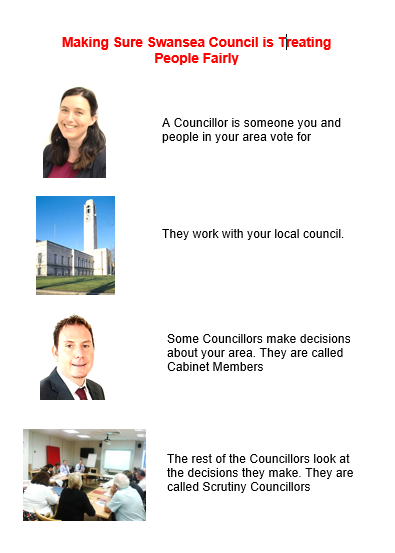 Making Sure Swansea Council is Treating
People Fairly
A Councillor is someone you and
people in your area vote for
They work with your local council.
Some Councillors make decisions
about your area. They are called
Cabinet Members
The rest of the Councillors look at
the decisions they make. They are
called Scrutiny Councillors